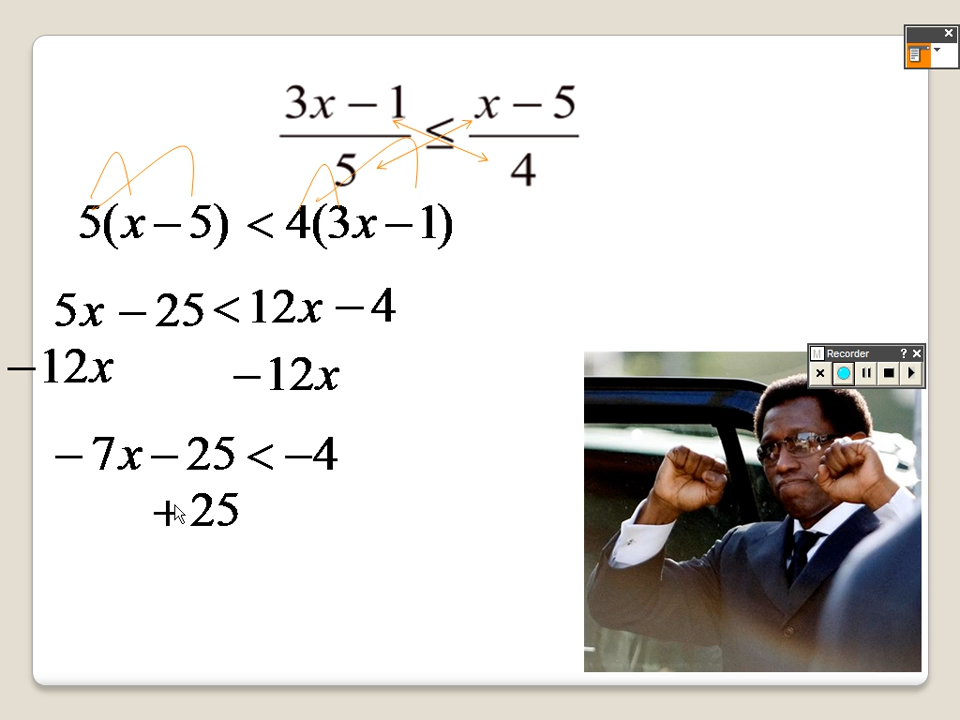 3x − 1 / 5 ≤ x − 5 / 4
5(x − 5) < 4(3x − 1)
5x − 25 < 12x − 4
−12x −12x
−7x − 25 < −4
+25
Recorder